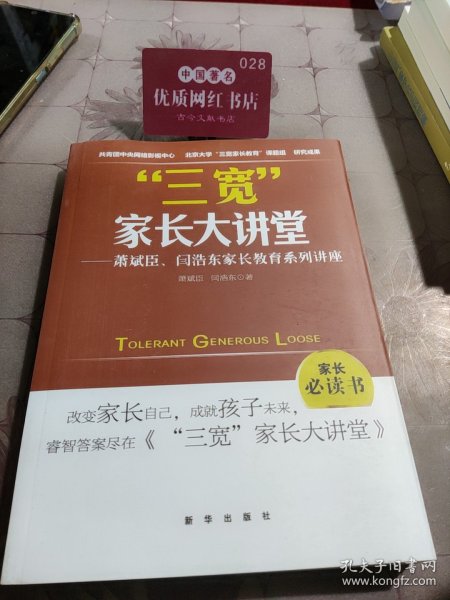 028
中国著名
优质网红书店
古今文献书店
共青团中央网络影视中心 北京大学“三宽家长教育”课题组 研究成果
“三宽”
家长大讲堂
——萧斌臣、闫浩东家长教育系列讲座
萧斌臣 闫浩东◎著
TOLERANT GENEROUS LOOSE
家长
必读书
改变家长自己，成就孩子未来，
睿智答案尽在《“三宽”家长大讲堂》
新华出版社
孔夫子旧书网
www.kongfz.com